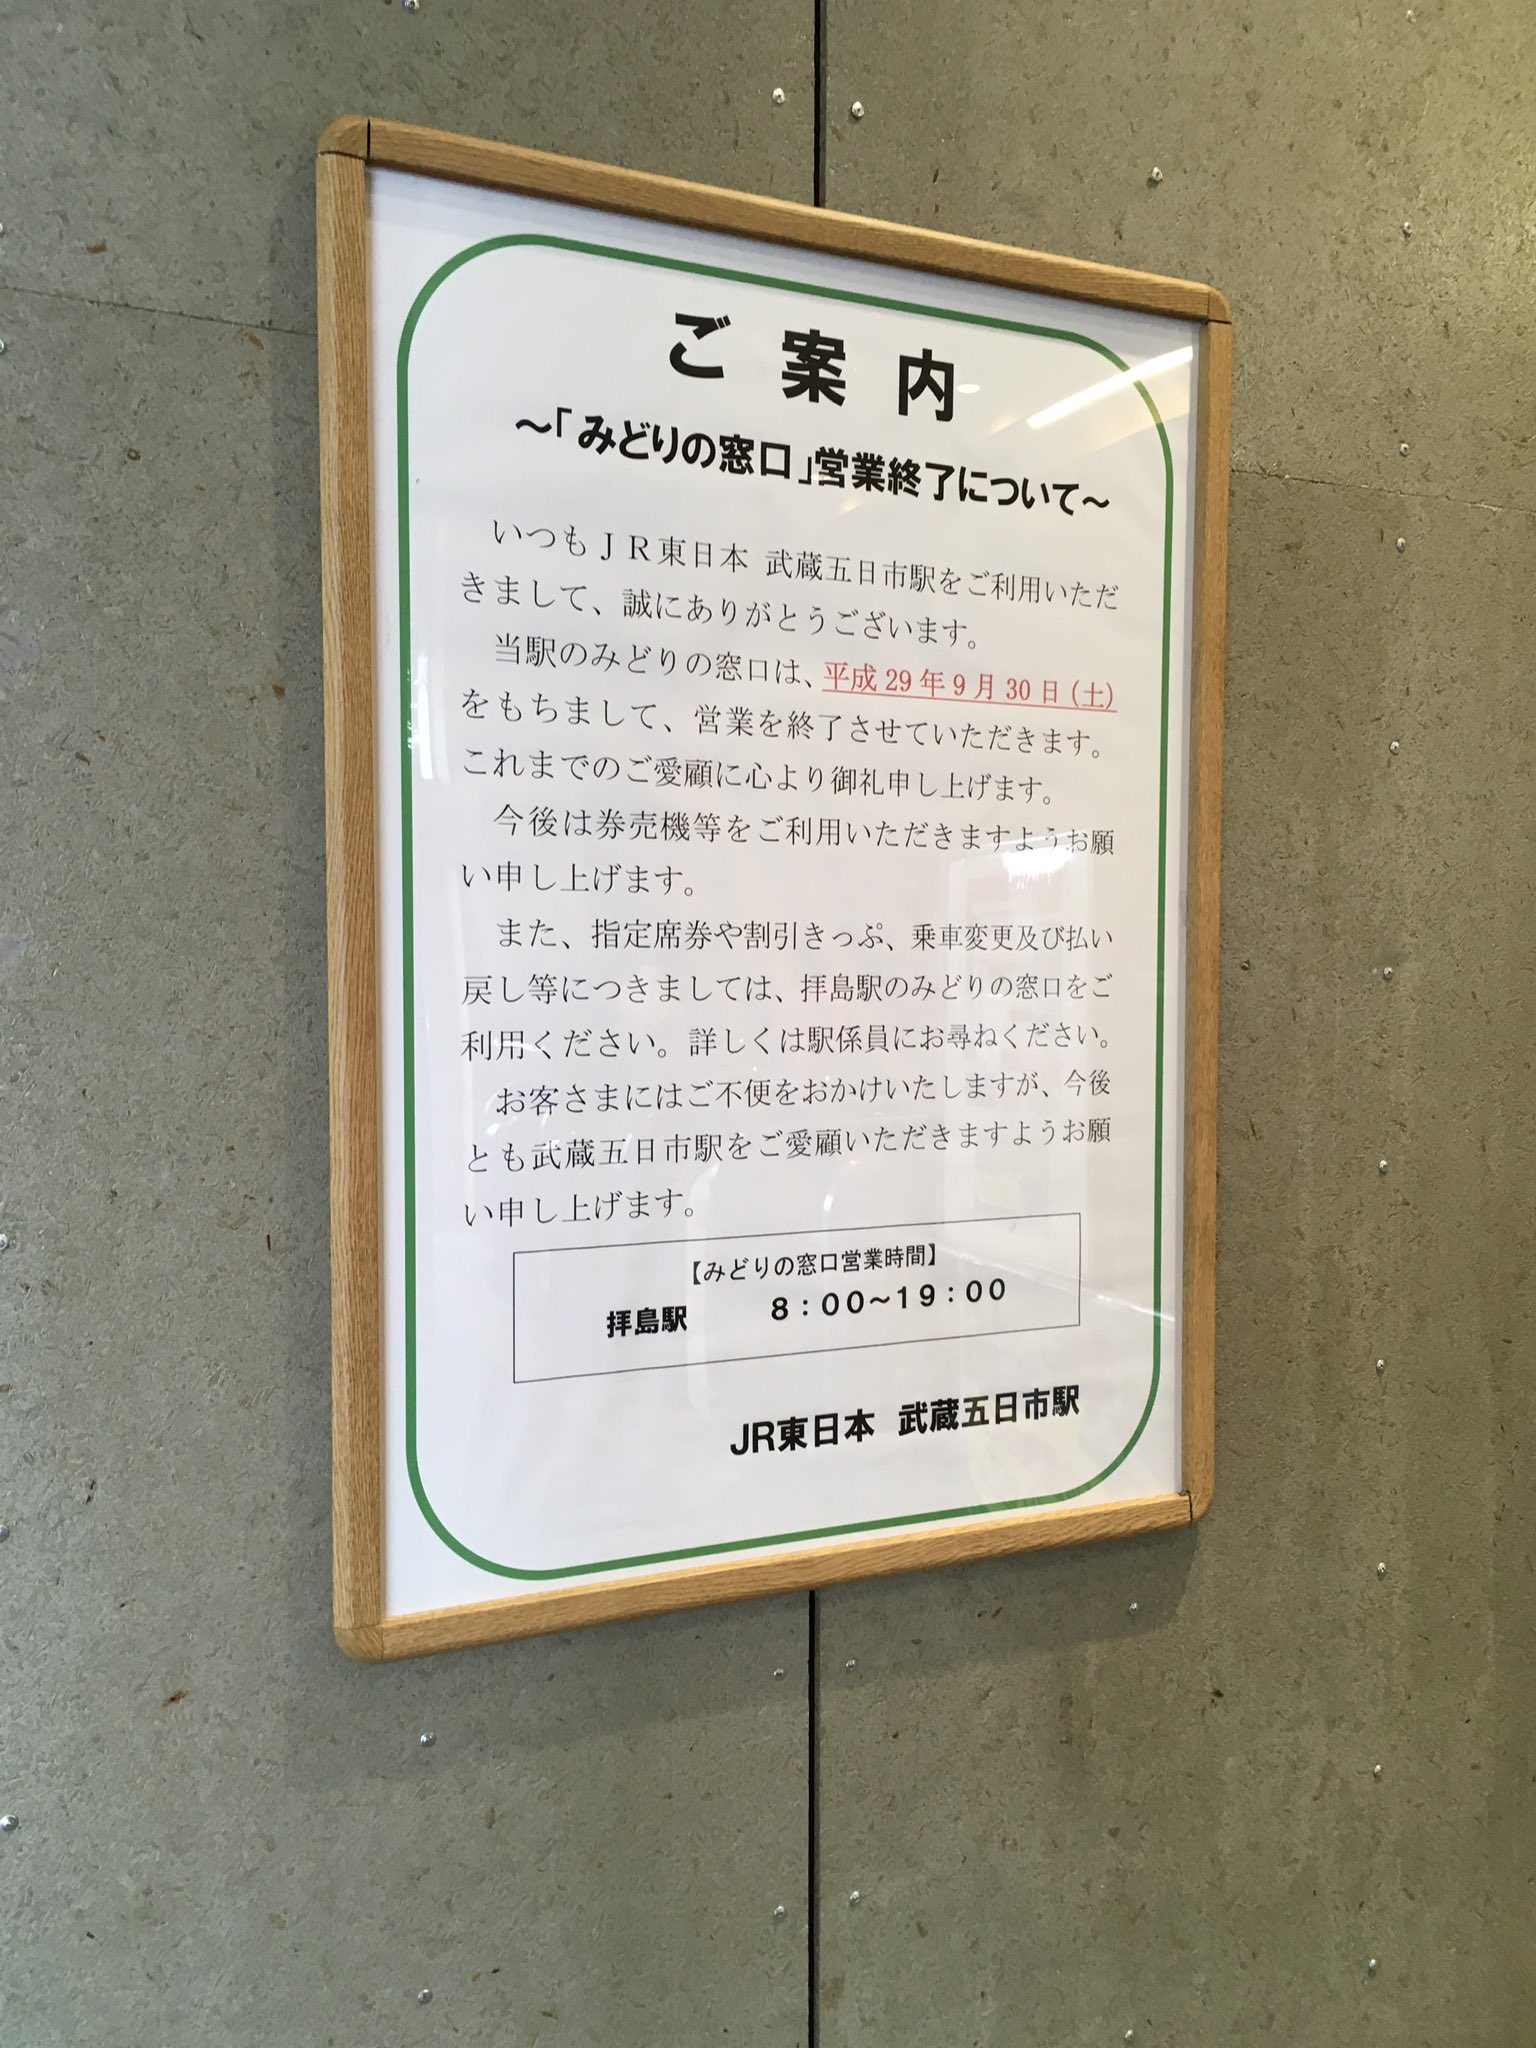 ご案内
～「みどりの窓口」営業終了について～
いつもＪＲ東日本 武蔵五日市駅をご利用いただ
きまして、誠にありがとうございます。
当駅のみどりの窓口は、平成29年9月30日（土）
をもちまして、営業を終了させていただきます。
これまでのご愛顧に心より御礼申し上げます。
今後は券売機等をご利用いただきますようお願
い申し上げます。
また、指定席券や割引きっぷ、乗車変更及び払い
戻し等につきましては、拝島駅のみどりの窓口をご
利用ください。詳しくは駅係員にお尋ねください。
お客さまにはご不便をおかけいたしますが、今後
とも武蔵五日市駅をご愛顧いただきますようお願
い申し上げます。
【みどりの窓口営業時間】
拝島駅 ８：００～１９：００
JR東日本 武蔵五日市駅